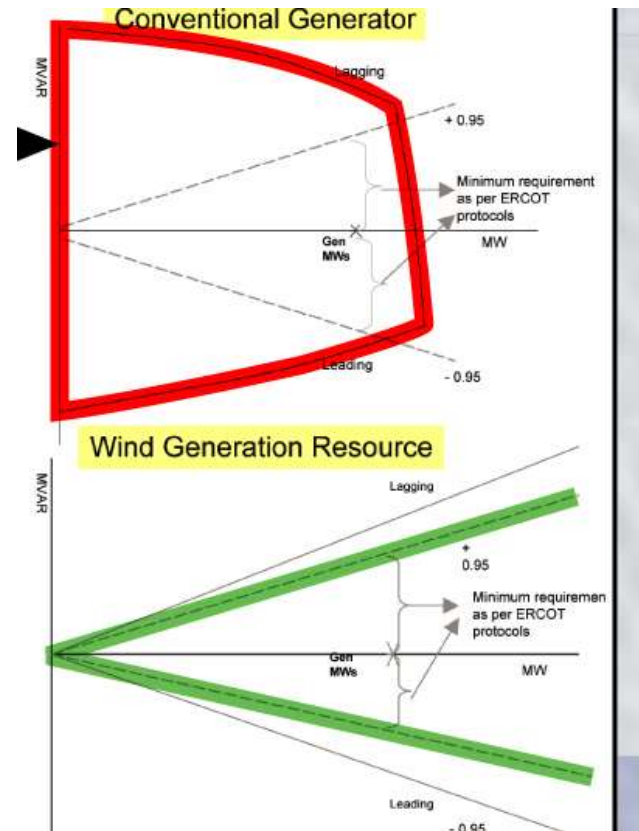 Conventional Generator
MVAR
Lagging
+ 0.95
Minimum requirement
as per ERCOT
protocols
Gen
MWs
MW
Leading
- 0.95
Wind Generation Resource
MVAR
Lagging
+
0.95
Minimum requiremen
as per ERCOT
protocols
Gen
MWs
MW
Leading
- 0.95